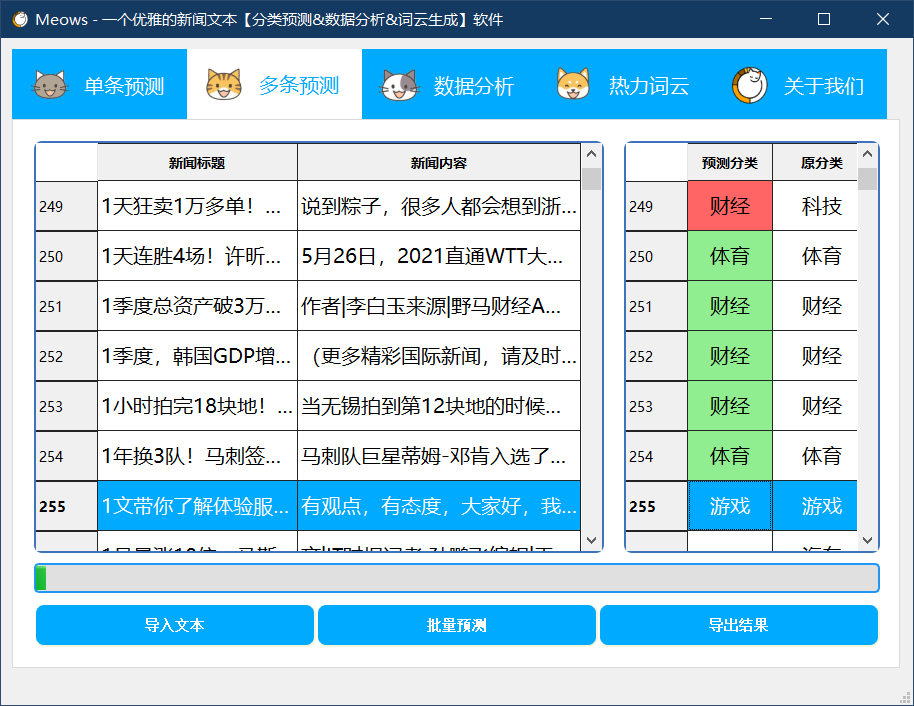 Meows - 一个优雅的新闻文本【分类预测&数据分析&词云生成】软件
单条预测 多条预测 数据分析 热力词云 关于我们
新闻标题 新闻内容 预测分类 原分类
249 1天狂卖1万多单！... 说到粽子，很多人都会想到浙... 249 财经 科技
250 1天连胜4场！许昕... 5月26日，2021直通WTT大... 250 体育 体育
251 1季度总资产破3万... 作者|李白玉来源|野马财经A... 251 财经 财经
252 1季度，韩国GDP增... （更多精彩国际新闻，请及时... 252 财经 财经
253 1小时拍完18块地！... 当无锡拍到第12块地的时候... 253 财经 财经
254 1年换3队！马刺签... 马刺队巨星蒂姆-邓肯入选了... 254 体育 体育
255 1文带你了解体验服... 有观点，有态度，大家好，我... 255 游戏 游戏
导入文本 批量预测 导出结果